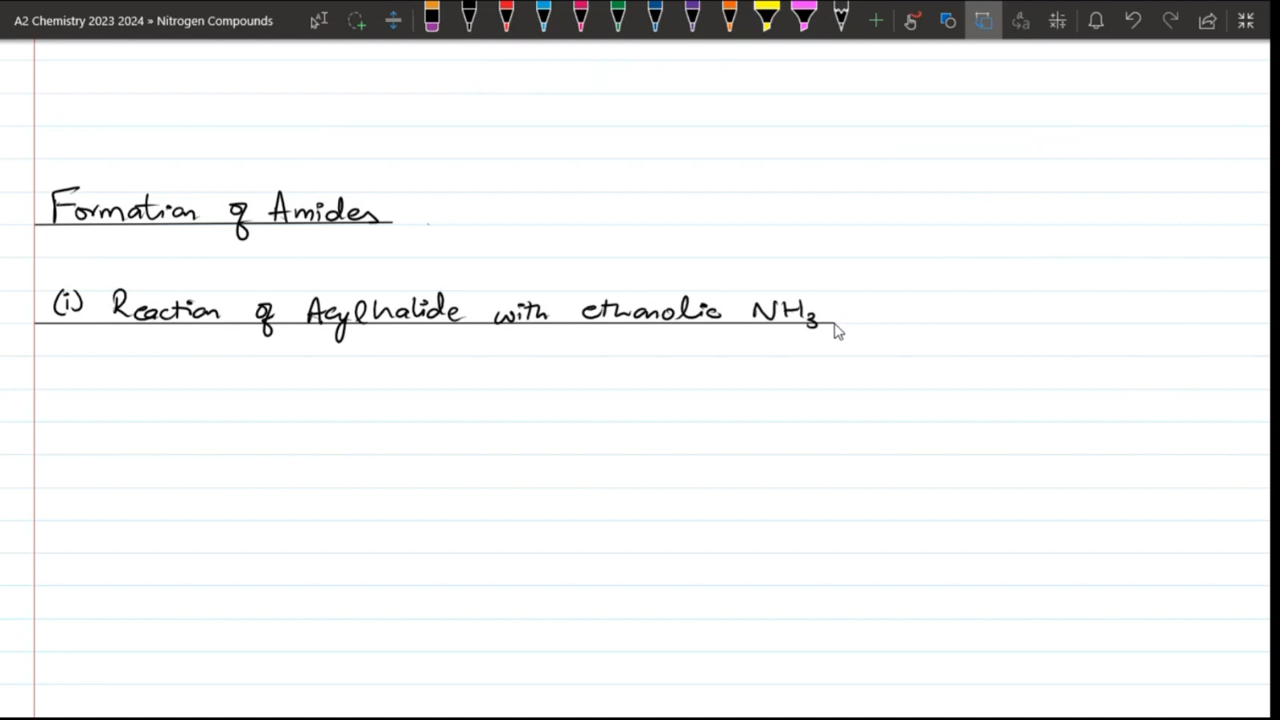 A2 Chemistry 2023 2024 » Nitrogen Compounds
Formation of Amides
(i) Reaction of Acylhalide with ethanolic NH₃